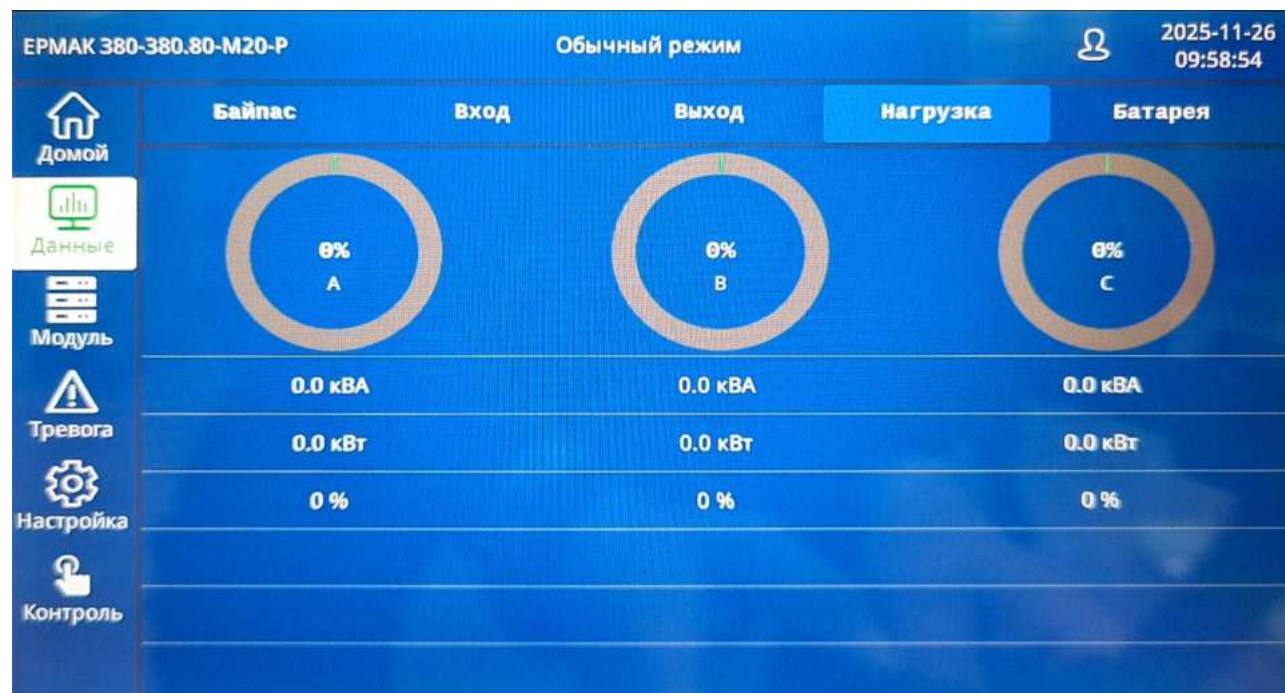 ЕРМАК 380-380.80-М20-Р
Обычный режим
2025-11-26
09:58:54
Байпас Вход Выход Нагрузка Батарея
Домой
Данные
Модуль
Тревога
Настройка
Контроль
0% 0% 0%
A B C
0.0 кВА 0.0 кВА 0.0 кВА
0.0 кВт 0.0 кВт 0.0 кВт
0 % 0 % 0 %